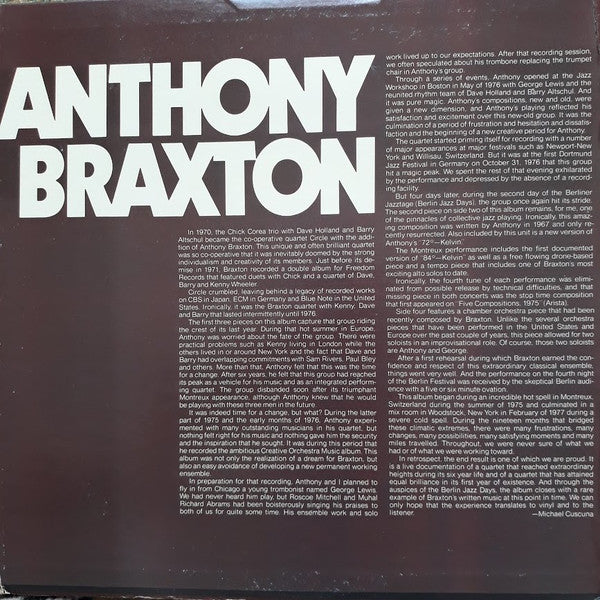 ANTHONY
BRAXTON
In 1970, the Chick Corea trio with Dave Holland and Barry
Altschul became the co-operative quartet Circle with the addi-
tion of Anthony Braxton. This unique and often brilliant quartet
was so co-operative that it was inevitably doomed by the strong
individualism and creativity of its members. Just before its de-
mise in 1971, Braxton recorded a double album for Freedom
Records that featured duets with Chick and a quartet of Dave,
Barry and Kenny Wheeler.
Circle crumbled, leaving behind a legacy of recorded works
on CBS in Japan, ECM in Germany and Blue Note in the United
States. Ironically, it was the Braxton quartet with Kenny, Dave
and Barry that lasted intermittently until 1976.
The first three pieces on this album capture that group riding
the crest of its last year. During that hot summer in Europe,
Anthony was worried about the fate of the group. There were
practical problems such as Kenny living in London while the
others lived in or around New York and the fact that Dave and
Barry had overlapping commitments with Sam Rivers, Paul Bley
and others. More than that, Anthony felt that this was the time
for a change. After six years, he felt that this group had reached
its peak as a vehicle for his music and as an integrated perform-
ing quartet. The group disbanded soon after its triumphant
Montreux appearance, although Anthony knew that he would
be playing with these three men in the future.
It was indeed time for a change, but what? During the latter
part of 1975 and the early months of 1976, Anthony experi-
mented with many outstanding musicians in his quartet, but
nothing felt right for his music and nothing gave him the security
and the inspiration that he sought. It was during this period that
he recorded the ambitious Creative Orchestra Music album. This
album was not only the realization of a dream for Braxton, but
also an easy avoidance of developing a new permanent working
ensemble.
In preparation for that recording, Anthony and I planned to
fly in from Chicago a young trombonist named George Lewis.
We had never heard him play, but Roscoe Mitchell and Muhal
Richard Abrams had been boisterously singing his praises to
both of us for quite some time. His ensemble work and solo
work lived up to our expectations. After that recording session,
we often speculated about his trombone replacing the trumpet
chair in Anthony's group.
Through a series of events, Anthony opened at the Jazz
Workshop in Boston in May of 1976 with George Lewis and the
reunited rhythm team of Dave Holland and Barry Altschul. And
it was pure magic. Anthony's compositions, new and old, were
given a new dimension, and Anthony's playing reflected his
satisfaction and excitement over this new-old group. It was the
culmination of a period of frustration and hesitation and dissatis-
faction and the beginning of a new creative period for Anthony.
The quartet started priming itself for recording with a number
of major appearances at major festivals such as Newport-New
York and Willisau, Switzerland. But it was at the first Dortmund
Jazz Festival in Germany on October 31, 1976 that this group
hit a magic peak. We spent the rest of that evening exhilarated
by the performance and depressed by the absence of a record-
ing facility.
But four days later, during the second day of the Berliner
Jazztage (Berlin Jazz Days), the group once again hit its stride.
The second piece on side two of this album remains, for me, one
of the pinnacles of collective jazz playing. Ironically, this amaz-
ing composition was written by Anthony in 1967 and only re-
cently resurrected. Also included by this unit is a new version of
Anthony's "72°—Kelvin".
The Montreux performance includes the first documented
version of "84°—Kelvin" as well as a free flowing drone-based
piece and a tempo piece that includes one of Braxton's most
exciting alto solos to date.
Ironically, the fourth tune of each performance was elimi-
nated from possible release by technical difficulties, and that
missing piece in both concerts was the stop time composition
that first appeared on "Five Compositions, 1975" (Arista).
Side four features a chamber orchestra piece that had been
recently composed by Braxton. Unlike the several orchestra
pieces that have been performed in the United States and
Europe over the past couple of years, this piece allowed for two
soloists in an improvisational role. Of course, those two soloists
are Anthony and George.
After a first rehearsal during which Braxton earned the con-
fidence and respect of this extraordinary classical ensemble,
things went very well. And the performance on the fourth night
of the Berlin Festival was received by the skeptical Berlin audi-
ence with a five or six minute ovation.
This album began during an incredible hot spell in Montreux,
Switzerland during the summer of 1975 and culminated in a
mix room in Woodstock, New York in February of 1977 during a
severe cold spell. During the nineteen months that bridged
these climatic extremes, there were many frustrations, many
changes, many possibilities, many satisfying moments and many
miles travelled. Throughout, we were never sure of what we
had or of what we were working toward.
In retrospect, the end result is one of which we are proud. It
is a live documentation of a quartet that reached extraordinary
heights during its six year life and of a quartet that has attained
equal brilliance in its first year of existence. And through the
auspices of the Berlin Jazz Days, the album closes with a rare
example of Braxton's written music at this point in time. We can
only hope that the experience translates to vinyl and to the
listener.
—Michael Cuscuna